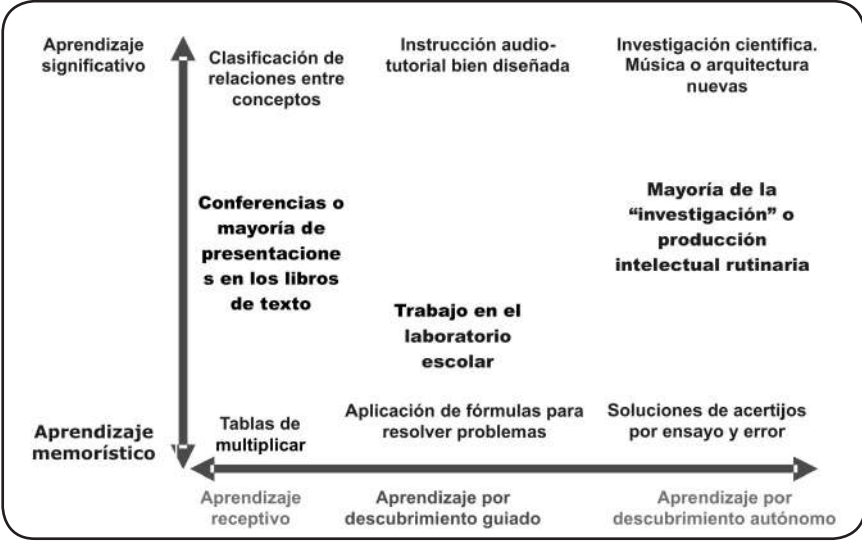 Aprendizaje
significativo
Clasificación de
relaciones entre
conceptos
Instrucción audio-
tutorial bien diseñada
Investigación científica.
Música o arquitectura
nuevas
Conferencias o
mayoría de
presentacione
s en los libros
de texto
Trabajo en el
laboratorio
escolar
Mayoría de la
“investigación” o
producción
intelectual rutinaria
Aprendizaje
memorístico
Tablas de
multiplicar
Aplicación de fórmulas para
resolver problemas
Soluciones de acertijos
por ensayo y error
Aprendizaje
receptivo
Aprendizaje por
descubrimiento guiado
Aprendizaje por
descubrimiento autónomo